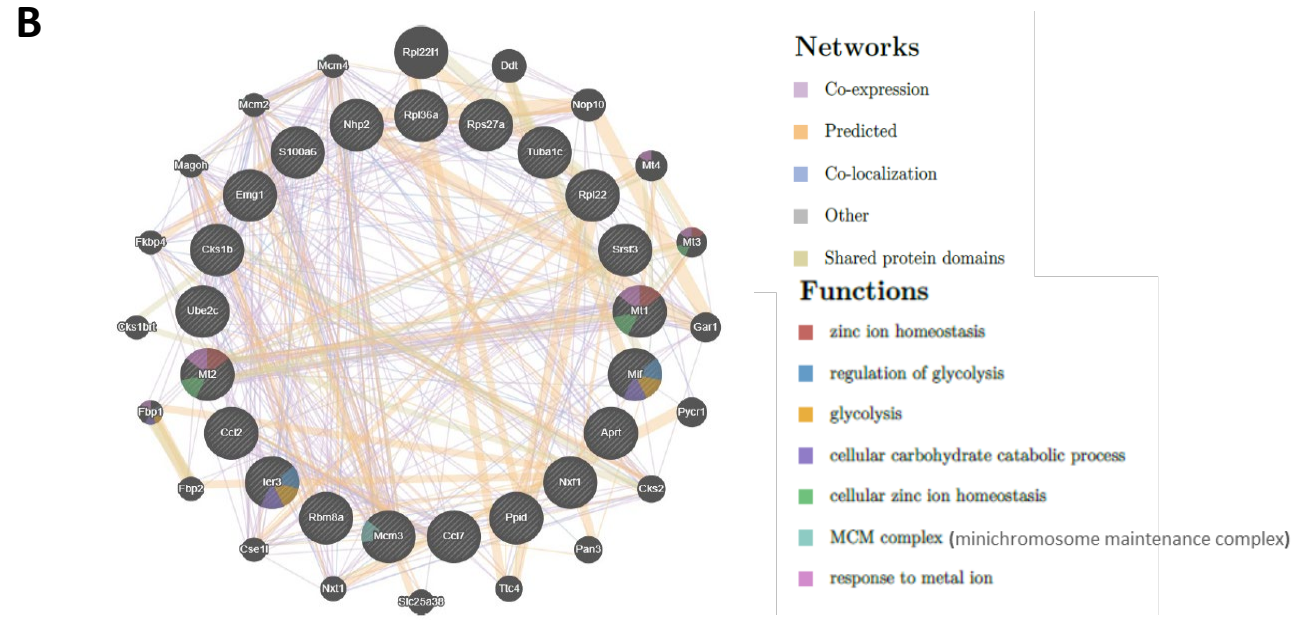 B
Rpl22l1
Ddt
Mcm4
Nop10
Mcm2
Rpl36a
Nhp2
Rps27a
S100a6
Tuba1c
Magoh
Mt4
Emg1
Rpl22
Fkbp4
Cks1b
Srsf3
Mt3
Ube2c
Mt1
Cks1brt
Gar1
Mt2
Mif
Fbp1
Pycr1
Ccl2
Aprt
Ier3
Nxf1
Fbp2
Cks2
Rbm8a
Ppid
Mcm3
Ccl7
Cse1l
Pan3
Nxt1
Ttc4
Slc25a38
Networks
Co-expression
Predicted
Co-localization
Other
Shared protein domains
Functions
zinc ion homeostasis
regulation of glycolysis
glycolysis
cellular carbohydrate catabolic process
cellular zinc ion homeostasis
MCM complex (minichromosome maintenance complex)
response to metal ion